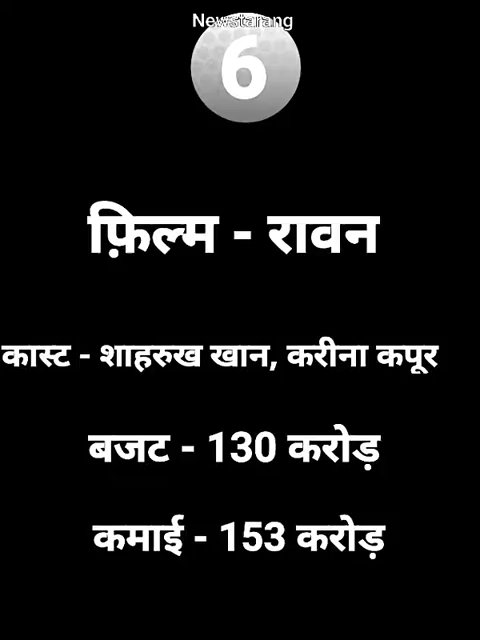 Newstarang
6
फ़िल्म - रावन
कास्ट - शाहरुख खान, करीना कपूर
बजट - 130 करोड़
कमाई - 153 करोड़